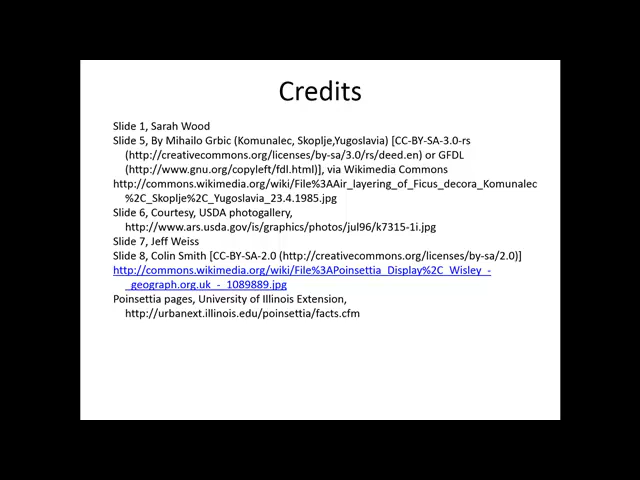 Credits
Slide 1, Sarah Wood
Slide 5, By Mihailo Grbic (Komunalec, Skoplje,Yugoslavia) [CC-BY-SA-3.0-rs
(http://creativecommons.org/licenses/by-sa/3.0/rs/deed.en) or GFDL
(http://www.gnu.org/copyleft/fdl.html)], via Wikimedia Commons
http://commons.wikimedia.org/wiki/File%3AAir_layering_of_Ficus_decora_Komunalec
%2C_Skoplje%2C_Yugoslavia_23.4.1985.jpg
Slide 6, Courtesy, USDA photogallery,
http://www.ars.usda.gov/is/graphics/photos/jul96/k7315-1i.jpg
Slide 7, Jeff Weiss
Slide 8, Colin Smith [CC-BY-SA-2.0 (http://creativecommons.org/licenses/by-sa/2.0)]
http://commons.wikimedia.org/wiki/File%3APoinsettia_Display%2C_Wisley_-
_geograph.org.uk_-_1089889.jpg
Poinsettia pages, University of Illinois Extension,
http://urbanext.illinois.edu/poinsettia/facts.cfm